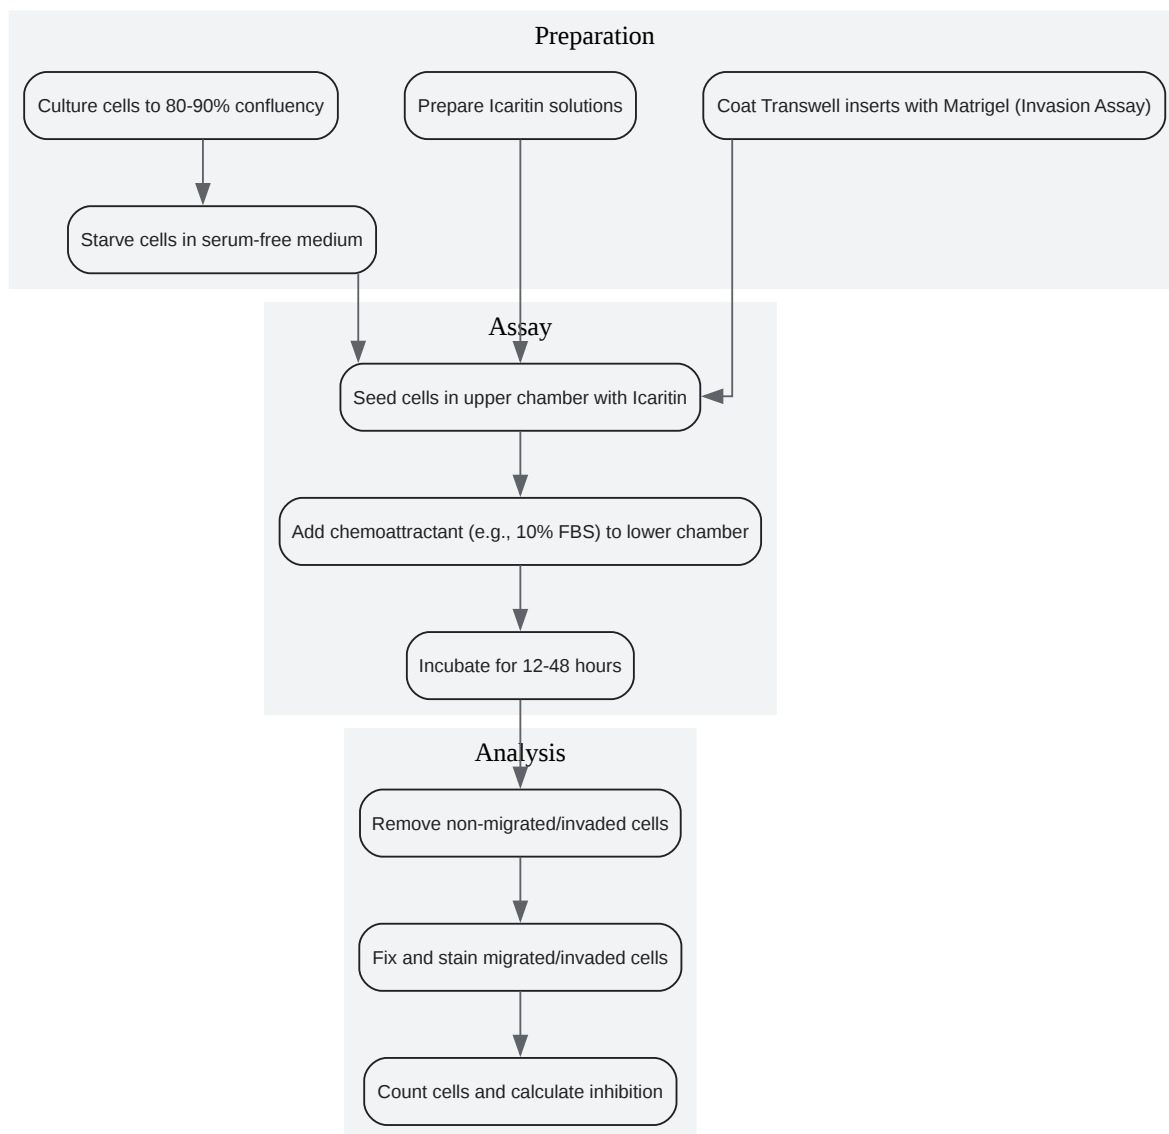 Preparation
Culture cells to 80-90% confluency
Prepare Icaritin solutions
Coat Transwell inserts with Matrigel (Invasion Assay)
Starve cells in serum-free medium
Assay
Seed cells in upper chamber with Icaritin
Add chemoattractant (e.g., 10% FBS) to lower chamber
Incubate for 12-48 hours
Analysis
Remove non-migrated/invaded cells
Fix and stain migrated/invaded cells
Count cells and calculate inhibition